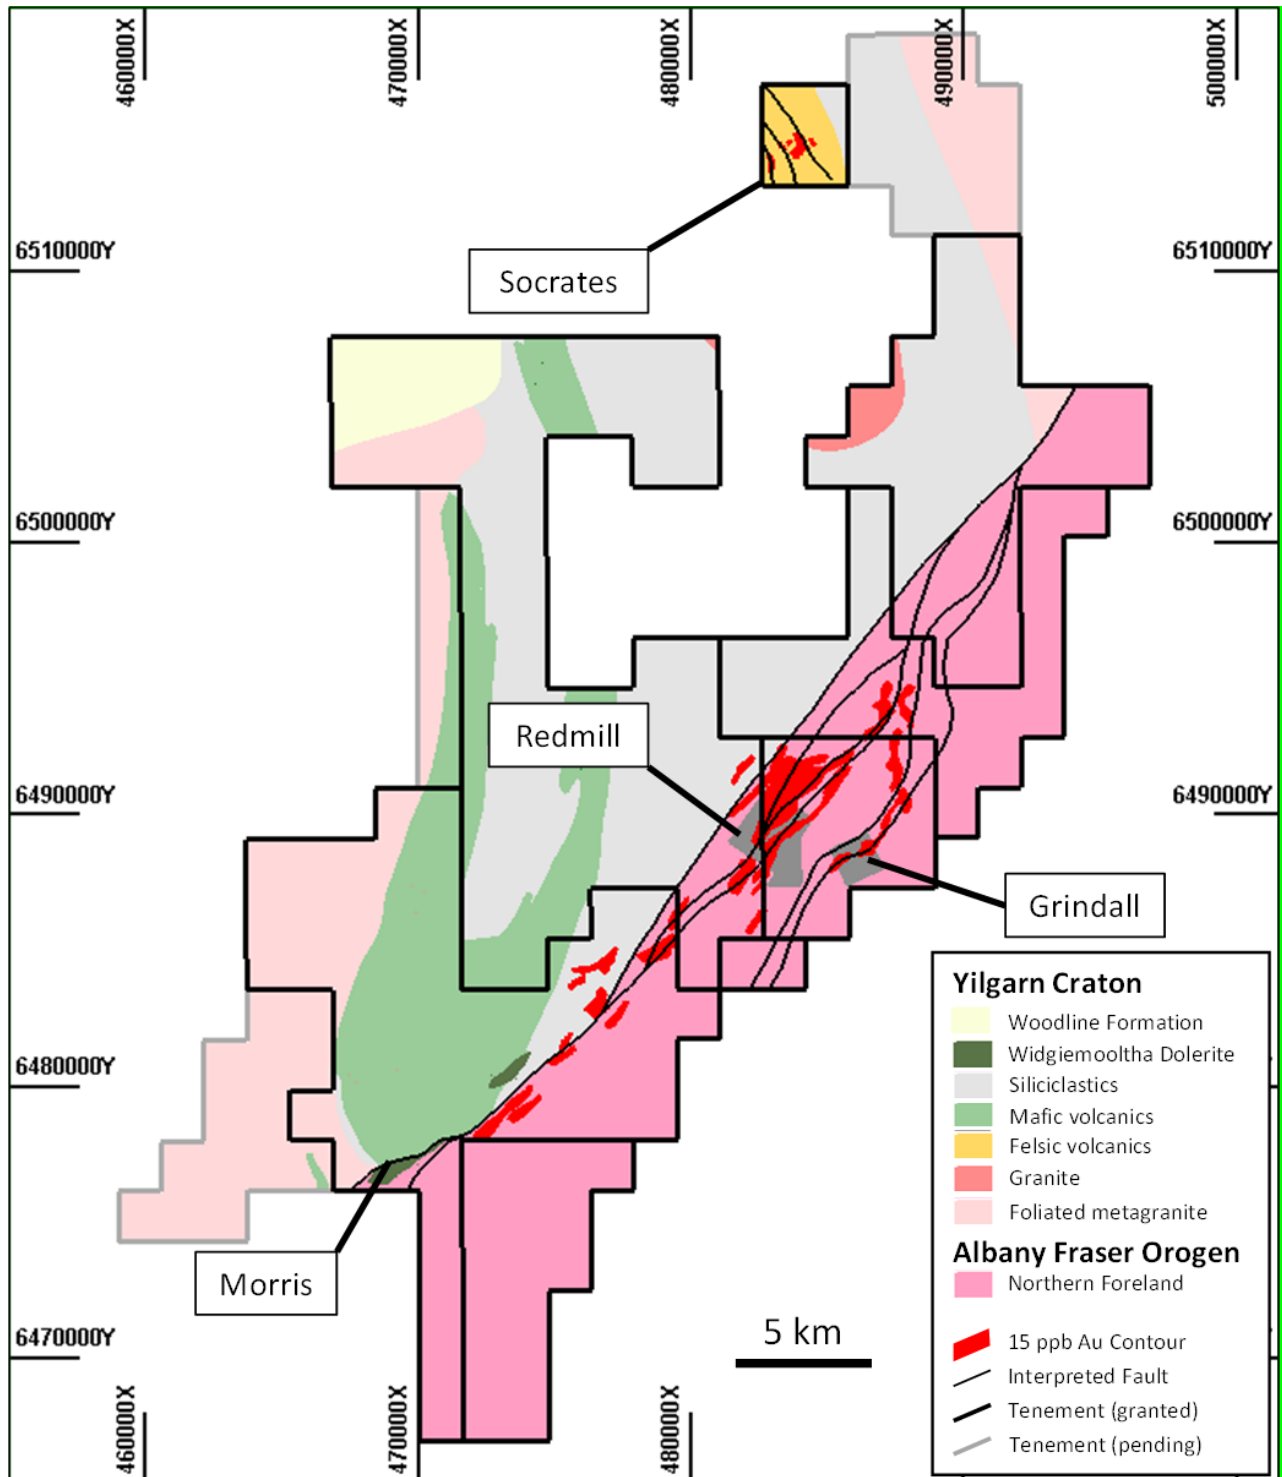 460000X
470000X
480000X
490000X
500000X
6510000Y
6510000Y
Socrates
6500000Y
6500000Y
Redmill
6490000Y
6490000Y
Grindall
Yilgarn Craton
Woodline Formation
Widgiemooltha Dolerite
Siliciclastics
Mafic volcanics
Felsic volcanics
Granite
Foliated metagranite
Albany Fraser Orogen
Northern Foreland
15 ppb Au Contour
Interpreted Fault
Tenement (granted)
Tenement (pending)
6480000Y
Morris
5 km
6470000Y
460000X
470000X
480000X